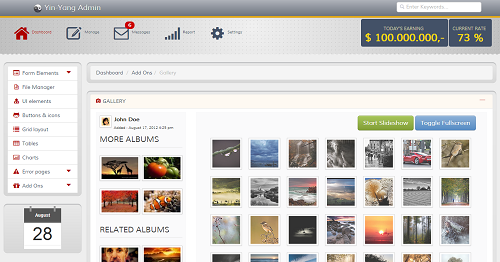 Yin Yang Admin
Enter Keywords...
Dashboard
Manage
6
Messages
Report
Settings
TODAY'S EARNING
$ 100.000.000,-
CURRENT RATE
73 %
Form Elements
File Manager
UI elements
Buttons & icons
Grid layout
Tables
Charts
Error pages
Add Ons
August
28
Dashboard / Add Ons / Gallery
GALLERY
John Doe
Added : August 17, 2012 6:25 pm
MORE ALBUMS
RELATED ALBUMS
Start Slideshow
Toggle Fullscreen